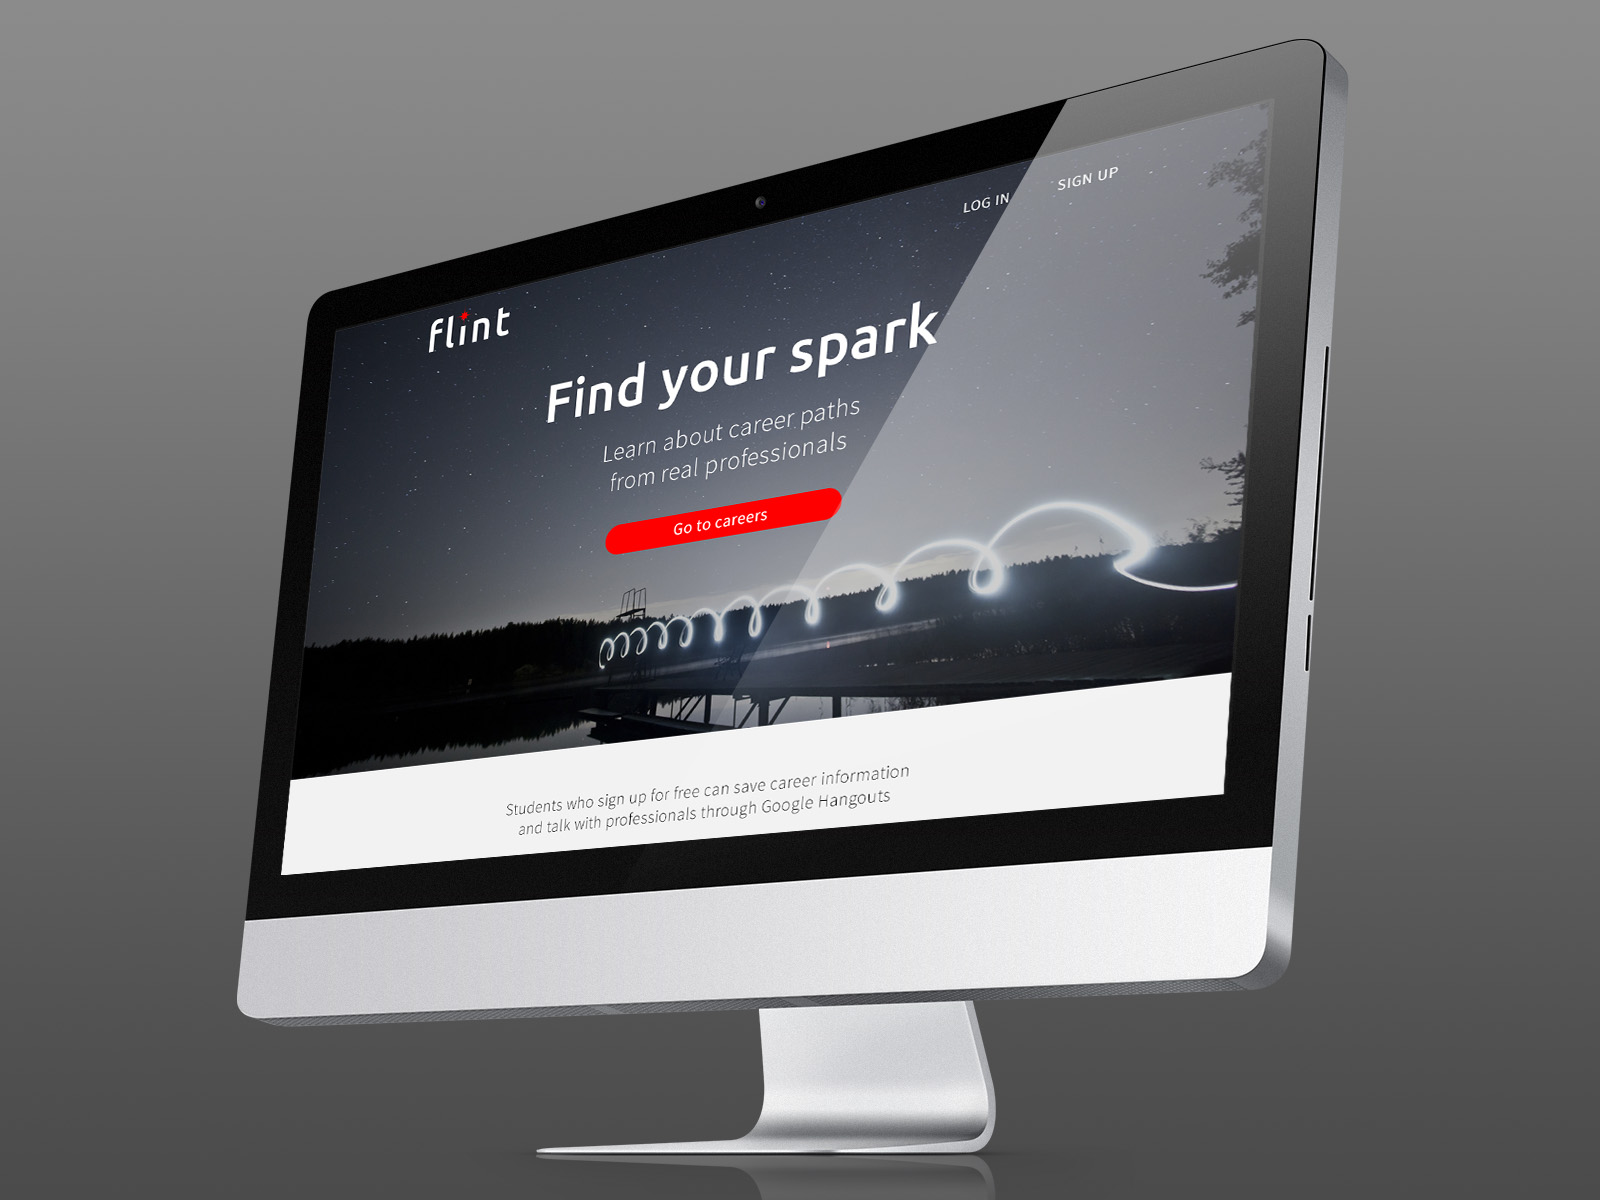 LOG IN
SIGN UP
flint
Find your spark
Learn about career paths
from real professionals
Go to careers
Students who sign up for free can save career information
and talk with professionals through Google Hangouts